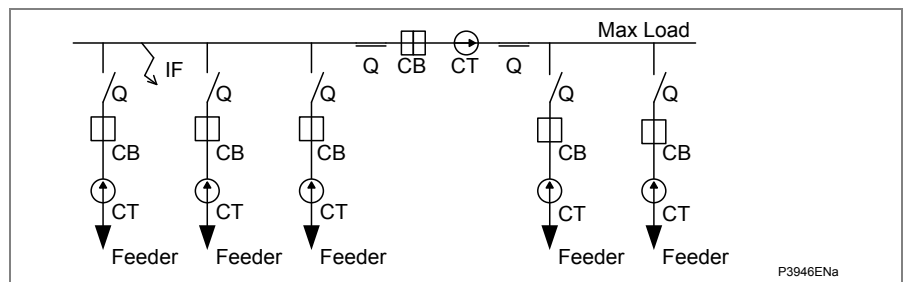 Max Load
IF
Q CB CT Q
Q Q Q Q Q
CB CB CB CB CB
CT CT CT CT CT
Feeder Feeder Feeder Feeder Feeder
P3946ENa